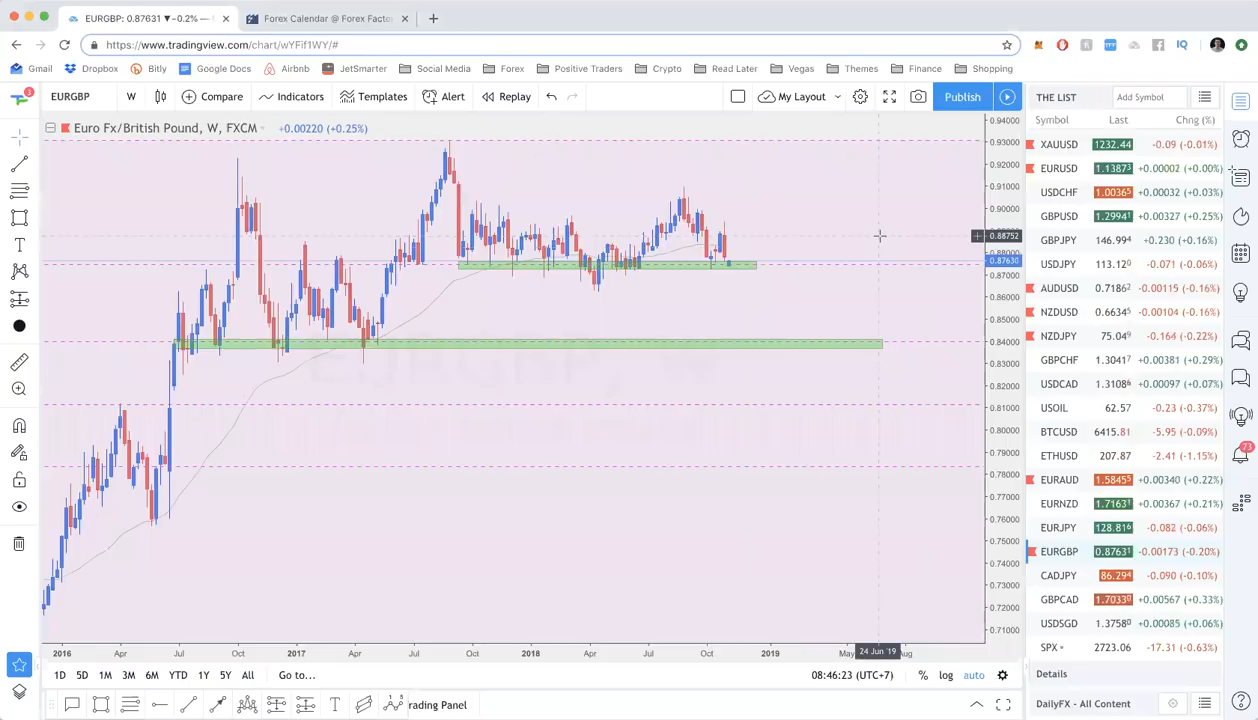 EURGBP: 0.87631 ▼−0.2% —
Forex Calendar @ Forex Facto
https://www.tradingview.com/chart/wYFif1WY/#
Gmail Dropbox Bitly Google Docs Airbnb JetSmarter Social Media Forex Positive Traders Crypto Read Later Vegas Themes Finance Shopping
3 EURGBP W Compare Indicators Templates Alert Replay My Layout Publish
THE LIST Add Symbol
Symbol Last Chng (%)
Euro Fx/British Pound, W, FXCM +0.00220 (+0.25%)
XAUUSD 1232.44 -0.09 (-0.01%)
EURUSD 1.13873 +0.00002 (+0.00%)
USDCHF 1.00365 +0.00032 (+0.03%)
GBPUSD 1.29941 +0.00327 (+0.25%)
GBPJPY 146.994 +0.230 (+0.16%)
USDJPY 113.120 -0.071 (-0.06%)
AUDUSD 0.71862 -0.00115 (-0.16%)
NZDUSD 0.66345 -0.00104 (-0.16%)
NZDJPY 75.049 -0.164 (-0.22%)
GBPCHF 1.30417 +0.00381 (+0.29%)
USDCAD 1.31086 +0.00097 (+0.07%)
USOIL 62.57 -0.23 (-0.37%)
BTCUSD 6415.81 -5.95 (-0.09%)
ETHUSD 207.87 -2.41 (-1.15%)
EURAUD 1.58455 +0.00340 (+0.22%)
EURNZD 1.71631 +0.00367 (+0.21%)
EURJPY 128.816 -0.082 (-0.06%)
EURGBP 0.87631 -0.00173 (-0.20%)
CADJPY 86.294 -0.090 (-0.10%)
GBPCAD 1.70330 +0.00567 (+0.33%)
USDSGD 1.37580 +0.00085 (+0.06%)
SPX 2723.06 -17.31 (-0.63%)
Details
DailyFX - All Content
73
0.94000
0.93000
0.92000
0.91000
0.90000
0.88752
0.88000
0.87630
0.87000
0.86000
0.85000
0.84000
0.83000
0.82000
0.81000
0.80000
0.79000
0.78000
0.77000
0.76000
0.75000
0.74000
0.73000
0.72000
0.71000
EURGBP, W
2016 Apr Jul Oct 2017 Apr Jul Oct 2018 Apr Jul Oct 2019 May 24 Jun '19 Aug
1D 5D 1M 3M 6M YTD 1Y 5Y All Go to... 08:46:23 (UTC+7) % log auto
rading Panel